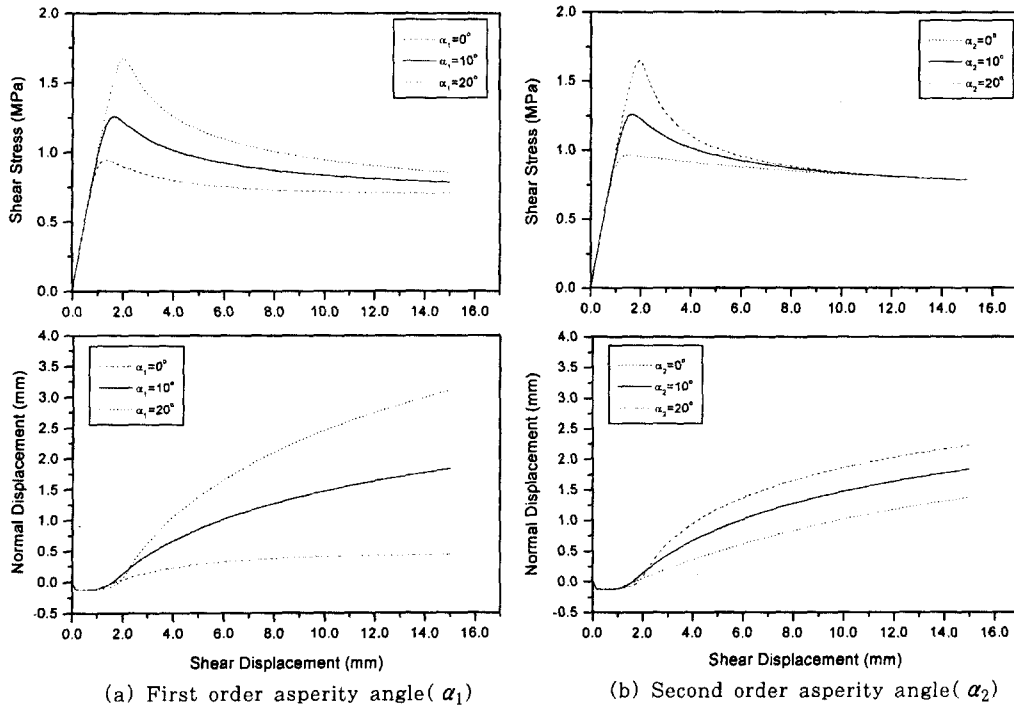 2.0
1.5
1.0
0.5
0.0
Shear Stress (MPa)
α₁=0°
α₁=10°
α₁=20°
0.0 2.0 4.0 6.0 8.0 10.0 12.0 14.0 16.0
2.0
1.5
1.0
0.5
0.0
Shear Stress (MPa)
α₂=0°
α₂=10°
α₂=20°
0.0 2.0 4.0 6.0 8.0 10.0 12.0 14.0 16.0
4.0
3.5
3.0
2.5
2.0
1.5
1.0
0.5
0.0
-0.5
Normal Displacement (mm)
α₁=0°
α₁=10°
α₁=20°
0.0 2.0 4.0 6.0 8.0 10.0 12.0 14.0 16.0
Shear Displacement (mm)
(a) First order asperity angle( α₁)
4.0
3.5
3.0
2.5
2.0
1.5
1.0
0.5
0.0
-0.5
Normal Displacement (mm)
α₂=0°
α₂=10°
α₂=20°
0.0 2.0 4.0 6.0 8.0 10.0 12.0 14.0 16.0
Shear Displacement (mm)
(b) Second order asperity angle( α₂)